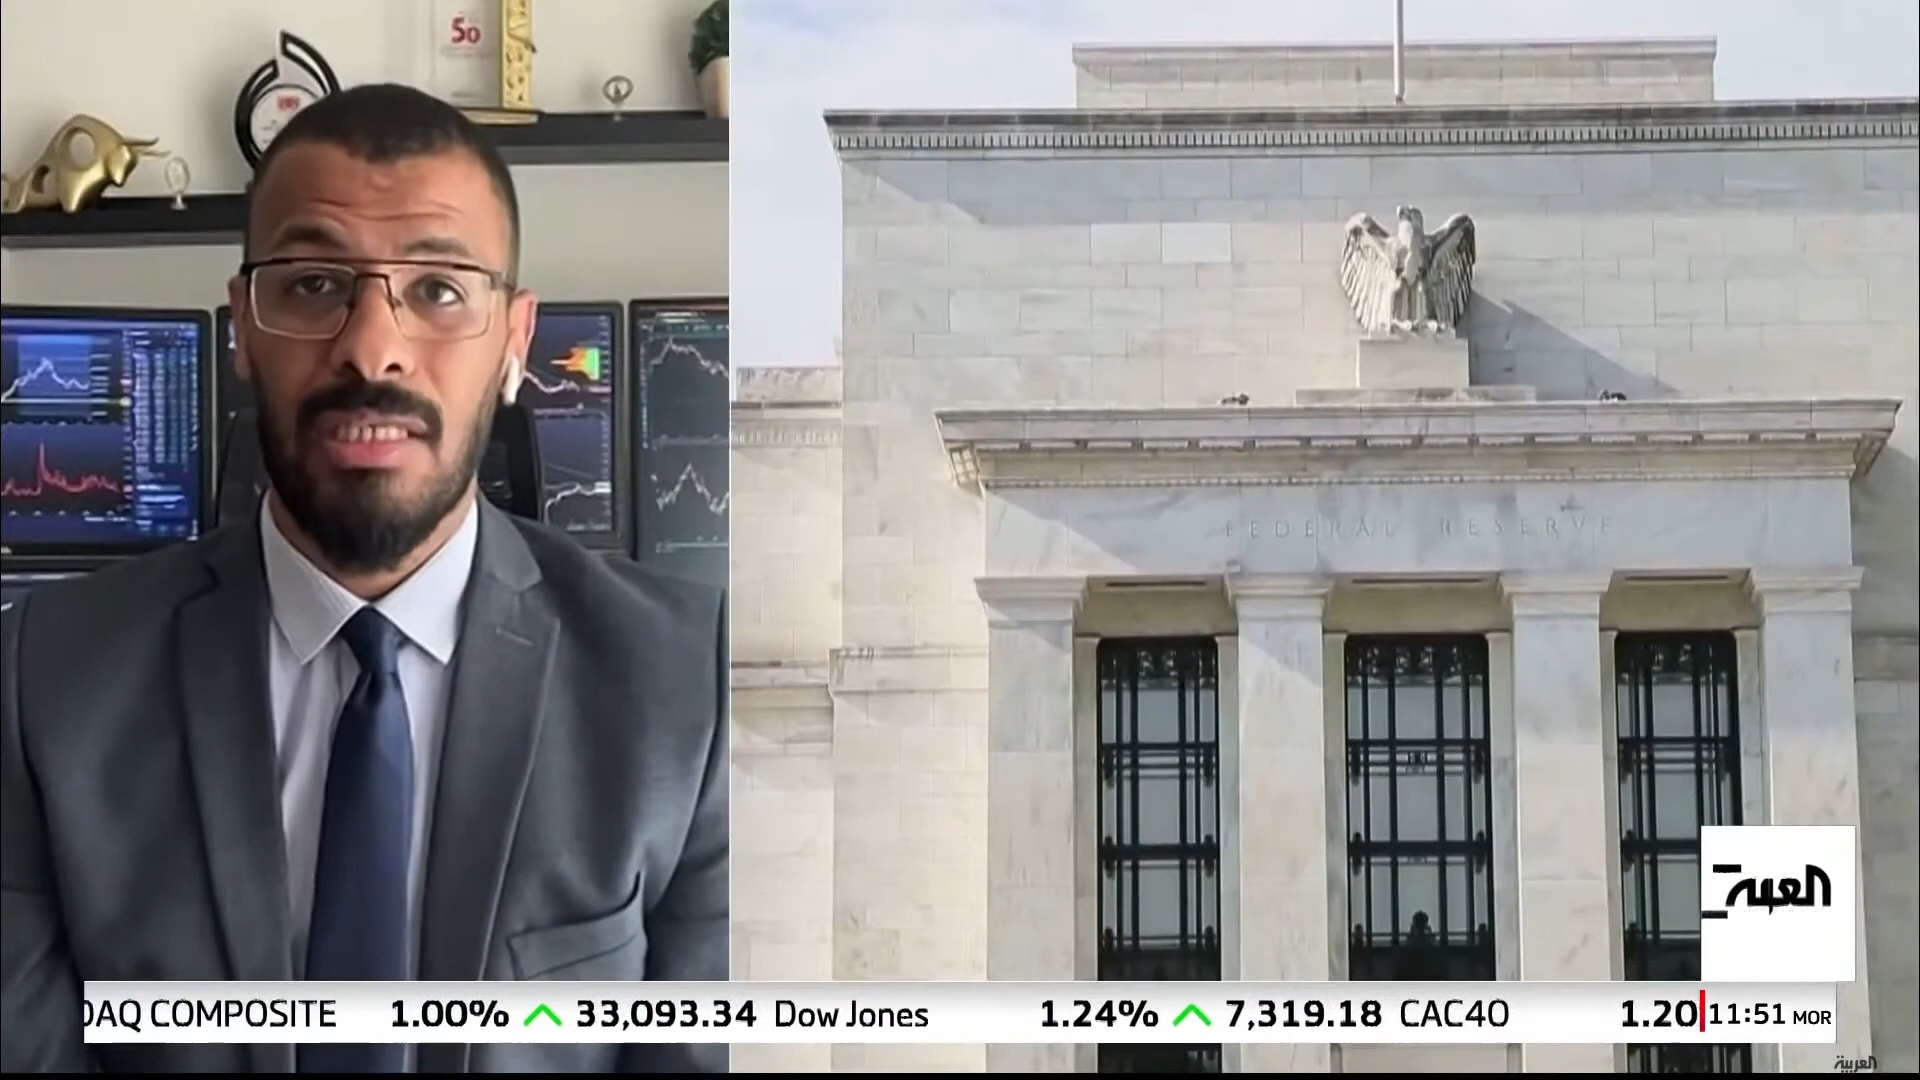 50
FEDERAL RESERVE
العربية
DAQ COMPOSITE 1.00% 33,093.34 Dow Jones 1.24% 7,319.18 CAC40 1.20 11:51 MOR
العربية